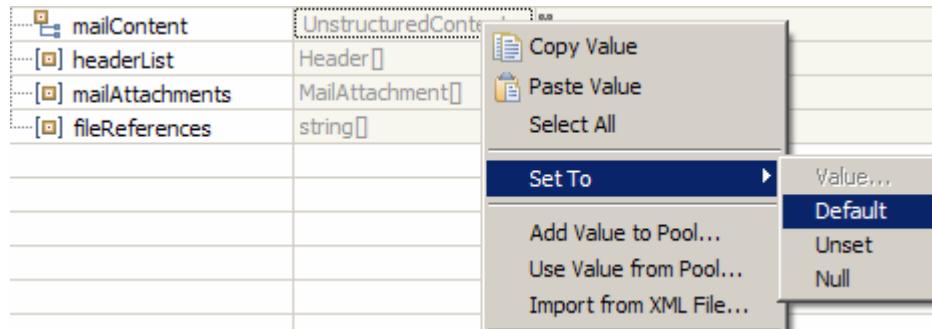 mailContent UnstructuredConte
headerList Header[]
mailAttachments MailAttachment[]
fileReferences string[]
Copy Value
Paste Value
Select All
Set To
Add Value to Pool...
Use Value from Pool...
Import from XML File...
Value...
Default
Unset
Null